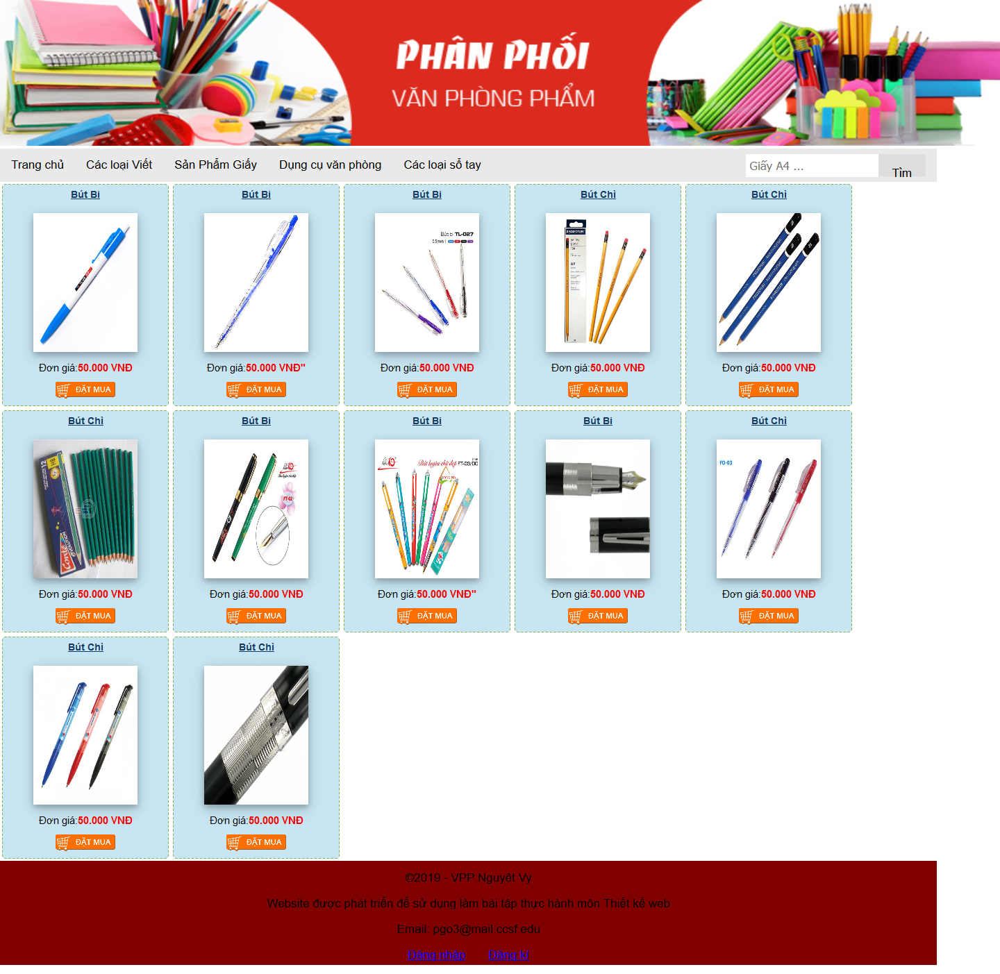 PHÂN PHỐI
VĂN PHÒNG PHẨM
Trang chủ Các loại Viết Sản Phẩm Giấy Dụng cụ văn phòng Các loại sổ tay Giấy A4 ... Tìm
Bút Bi Bút Bi Bút Bi Bút Chì Bút Chì
Bút bi TL-027
0.5mm
STAEDTLER
yellow pencil
Đơn giá:50.000 VNĐ Đơn giá:50.000 VNĐ" Đơn giá:50.000 VNĐ Đơn giá:50.000 VNĐ Đơn giá:50.000 VNĐ
ĐẶT MUA ĐẶT MUA ĐẶT MUA ĐẶT MUA ĐẶT MUA
Bút Chì Bút Bi Bút Bi Bút Bi Bút Chì
12 HB
EVOLUTION
Conté
FT-02
Bút luyện chữ đẹp
FO-03
Đơn giá:50.000 VNĐ Đơn giá:50.000 VNĐ Đơn giá:50.000 VNĐ" Đơn giá:50.000 VNĐ Đơn giá:50.000 VNĐ
ĐẶT MUA ĐẶT MUA ĐẶT MUA ĐẶT MUA ĐẶT MUA
Bút Chì Bút Chì
Đơn giá:50.000 VNĐ Đơn giá:50.000 VNĐ
ĐẶT MUA ĐẶT MUA
©2019 - VPP Nguyệt Vy
Website được phát triển để sử dụng làm bài tập thực hành môn Thiết kế web
Email: pgo3@mail.ccsf.edu
Đăng nhập Đăng kí